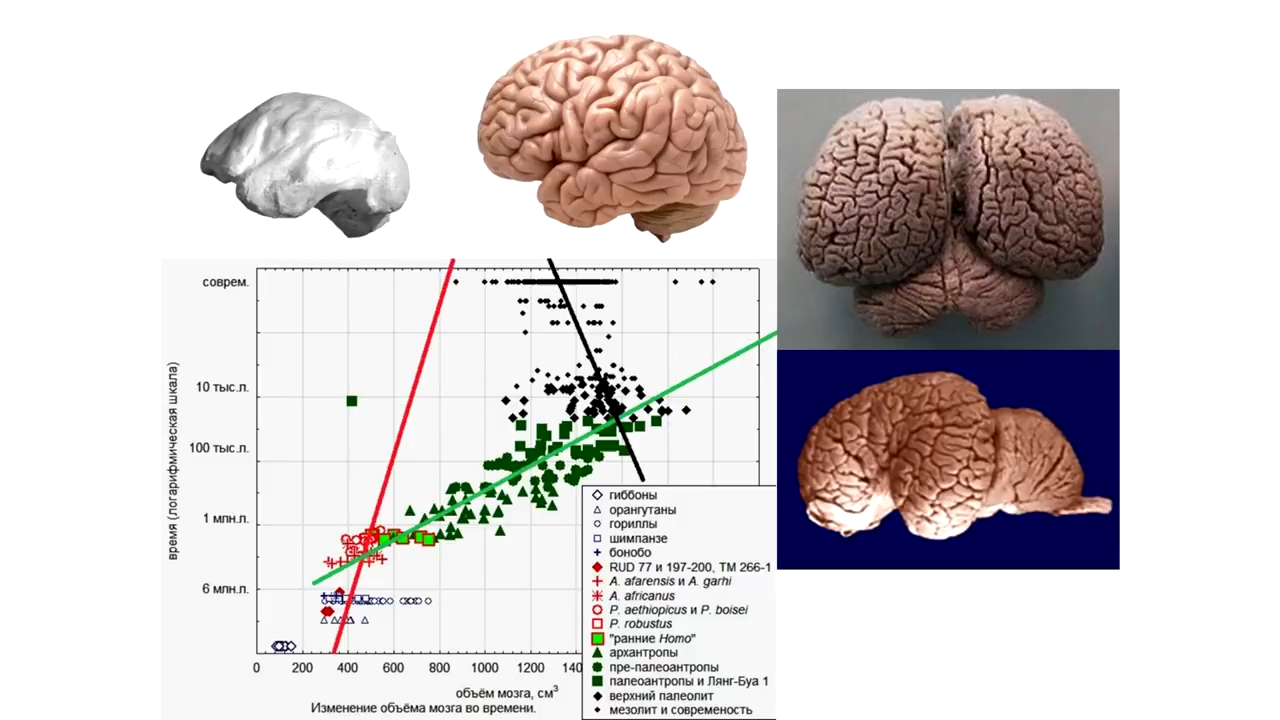 соврем.
10 тыс.л.
100 тыс.л.
1 млн.л.
6 млн.л.
время (логарифмическая шкала)
0 200 400 600 800 1000 1200
объём мозга, см³
Изменение объёма мозга во времени.
гиббоны
орангутаны
гориллы
шимпанзе
бонобо
RUD 77 и 197-200, TM 266-1
A. afarensis и A. garhi
A. africanus
P. aethiopicus и P. boisei
P. robustus
"ранние Homo"
архантропы
пре-палеоантропы
палеоантропы и Лянг-Буа 1
верхний палеолит
мезолит и современость